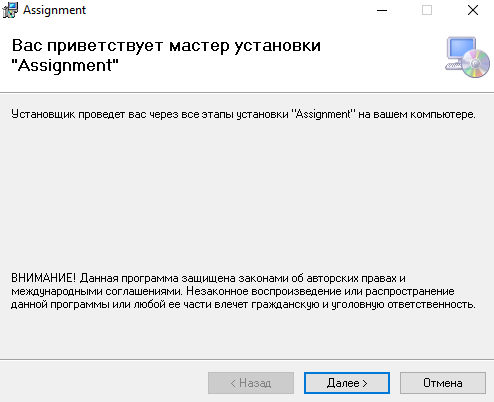 Assignment
Вас приветствует мастер установки
"Assignment"
Установщик проведет вас через все этапы установки "Assignment" на вашем компьютере.
ВНИМАНИЕ! Данная программа защищена законами об авторских правах и
международными соглашениями. Незаконное воспроизведение или распространение
данной программы или любой ее части влечет гражданскую и уголовную ответственность.
< Назад
Далее >
Отмена